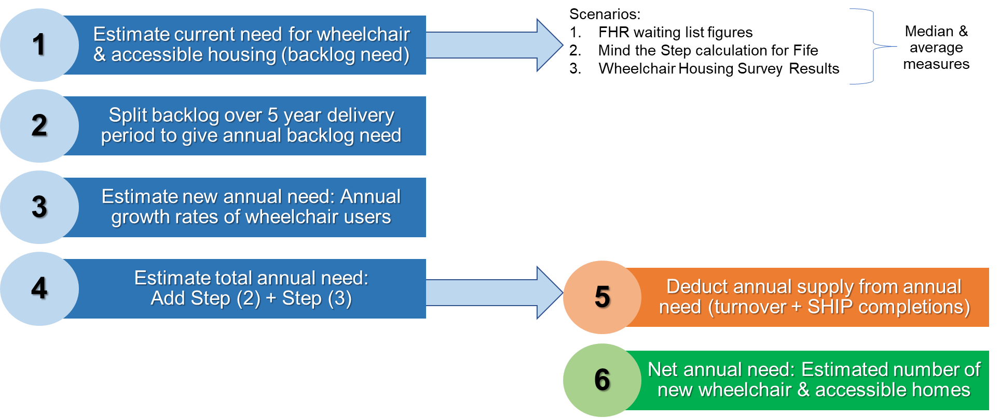 1
Estimate current need for wheelchair
& accessible housing (backlog need)
Scenarios:
1. FHR waiting list figures
2. Mind the Step calculation for Fife
3. Wheelchair Housing Survey Results
Median &
average
measures
2
Split backlog over 5 year delivery
period to give annual backlog need
3
Estimate new annual need: Annual
growth rates of wheelchair users
4
Estimate total annual need:
Add Step (2) + Step (3)
5
Deduct annual supply from annual
need (turnover + SHIP completions)
6
Net annual need: Estimated number of
new wheelchair & accessible homes